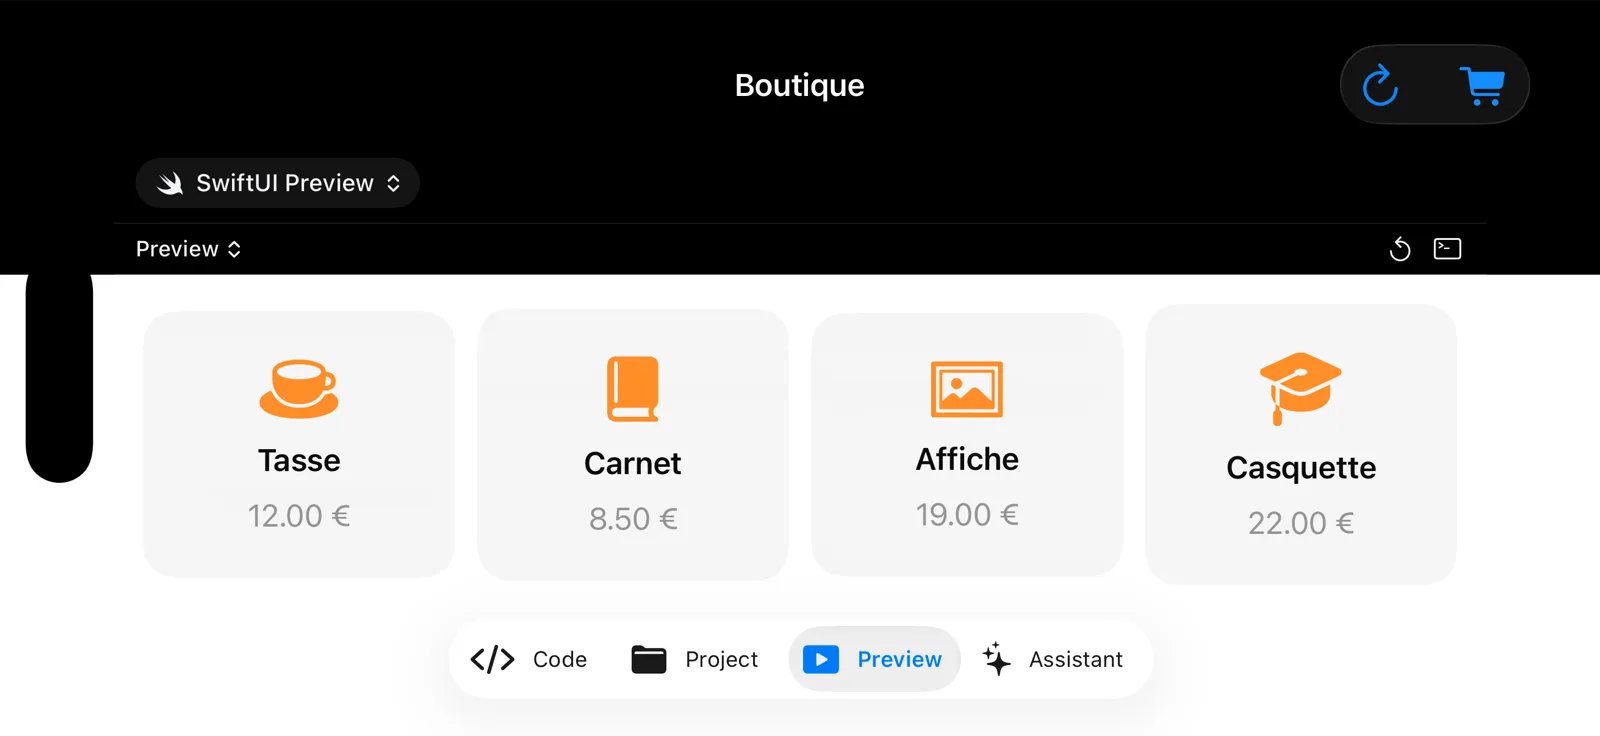 Boutique
SwiftUI Preview
Preview
Tasse
12.00 €
Carnet
8.50 €
Affiche
19.00 €
Casquette
22.00 €
Code
Project
Preview
Assistant